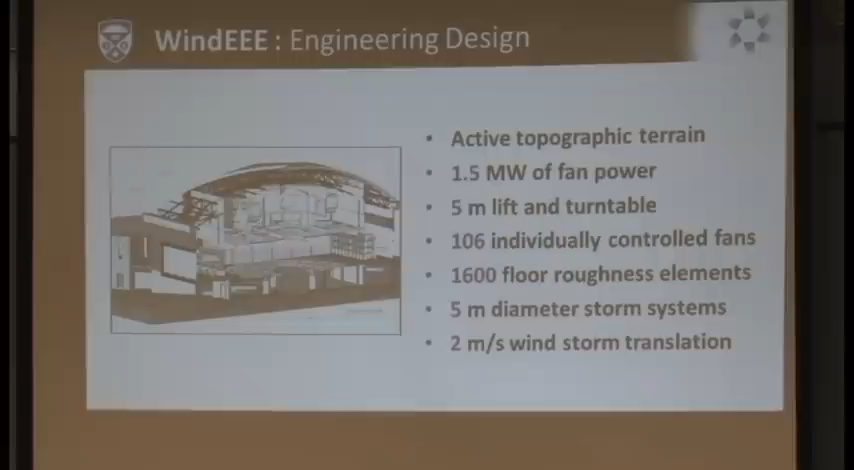 WindEEE : Engineering Design
• Active topographic terrain
• 1.5 MW of fan power
• 5 m lift and turntable
• 106 individually controlled fans
• 1600 floor roughness elements
• 5 m diameter storm systems
• 2 m/s wind storm translation